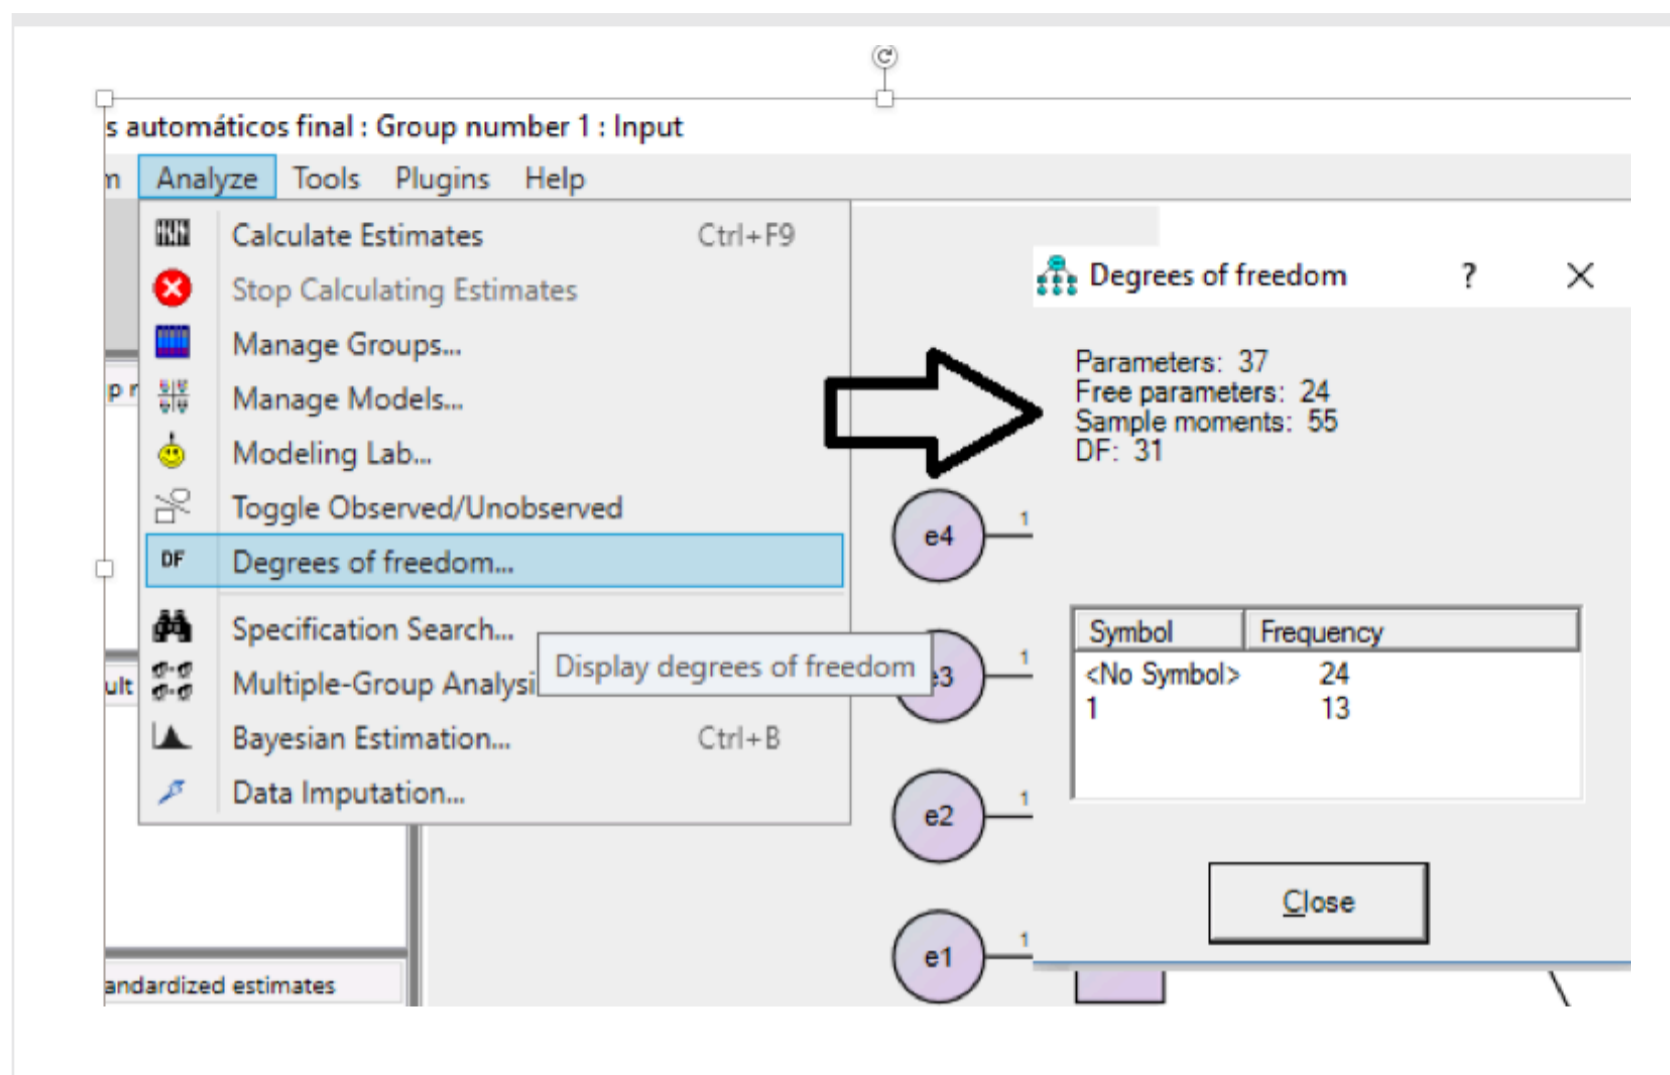 s automáticos final : Group number 1 : Input
m Analyze Tools Plugins Help
Calculate Estimates Ctrl+F9
Stop Calculating Estimates
Manage Groups...
Manage Models...
Modeling Lab...
Toggle Observed/Unobserved
DF Degrees of freedom...
Specification Search...
Multiple-Group Analysi
Display degrees of freedom
Bayesian Estimation... Ctrl+B
Data Imputation...
p r
ult
andardized estimates
e4 1
e3 1
e2 1
e1 1
Degrees of freedom ? X
Parameters: 37
Free parameters: 24
Sample moments: 55
DF: 31
Symbol Frequency
<No Symbol> 24
1 13
Close